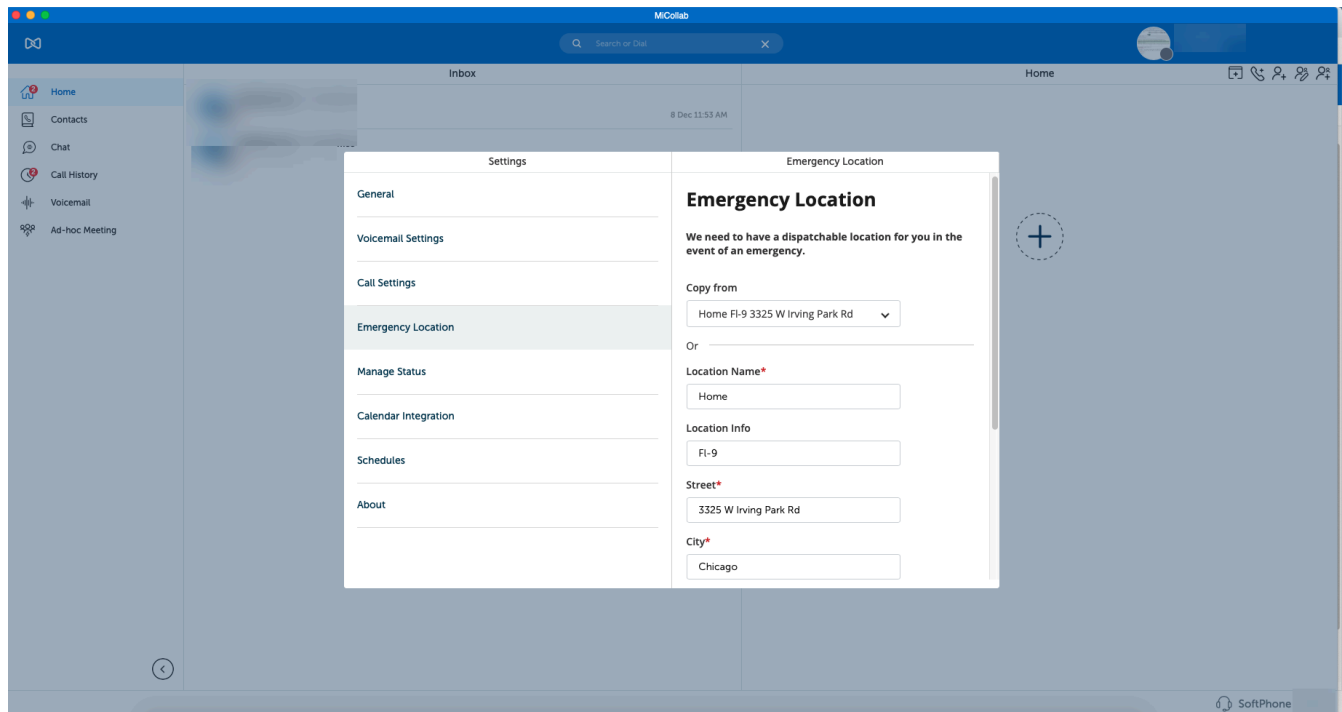 MiCollab
Search or Dial
Inbox
Home
2
Home
Contacts
Chat
2
Call History
Voicemail
Ad-hoc Meeting
8 Dec 11:53 AM
Settings
General
Voicemail Settings
Call Settings
Emergency Location
Manage Status
Calendar Integration
Schedules
About
Emergency Location
Emergency Location
We need to have a dispatchable location for you in the
event of an emergency.
Copy from
Home Fl-9 3325 W Irving Park Rd
Or
Location Name*
Home
Location Info
Fl-9
Street*
3325 W Irving Park Rd
City*
Chicago
SoftPhone